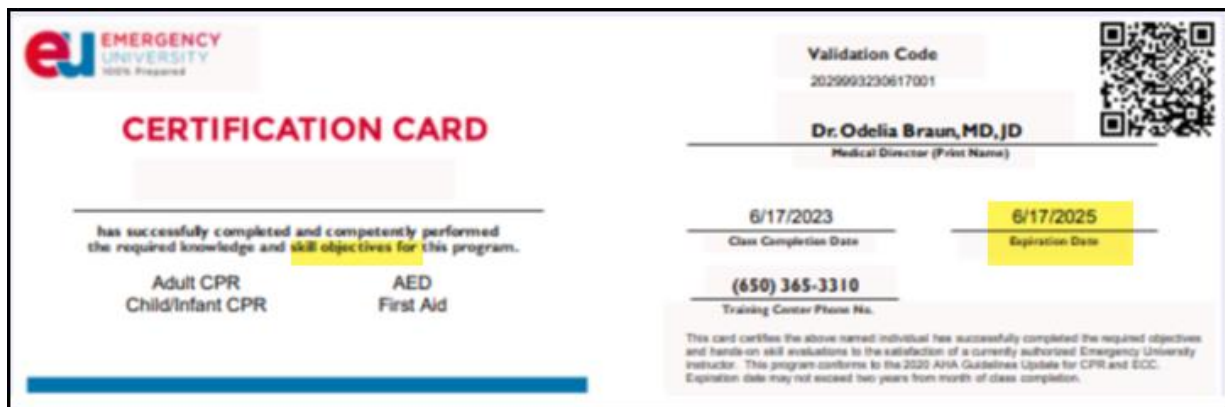 EMERGENCY
UNIVERSITY
100% Prepared
CERTIFICATION CARD
has successfully completed and competently performed
the required knowledge and skill objectives for this program.
Adult CPR AED
Child/Infant CPR First Aid
Validation Code
2029993230617001
Dr. Odelia Braun, MD, JD
Medical Director (Print Name)
6/17/2023 6/17/2025
Class Completion Date Expiration Date
(650) 365-3310
Training Center Phone No.
This card certifies the above named individual has successfully completed the required objectives
and hands-on skill evaluations to the satisfaction of a currently authorized Emergency University
instructor. This program conforms to the 2020 AHA Guidelines Update for CPR and ECC.
Expiration date may not exceed two years from month of class completion.